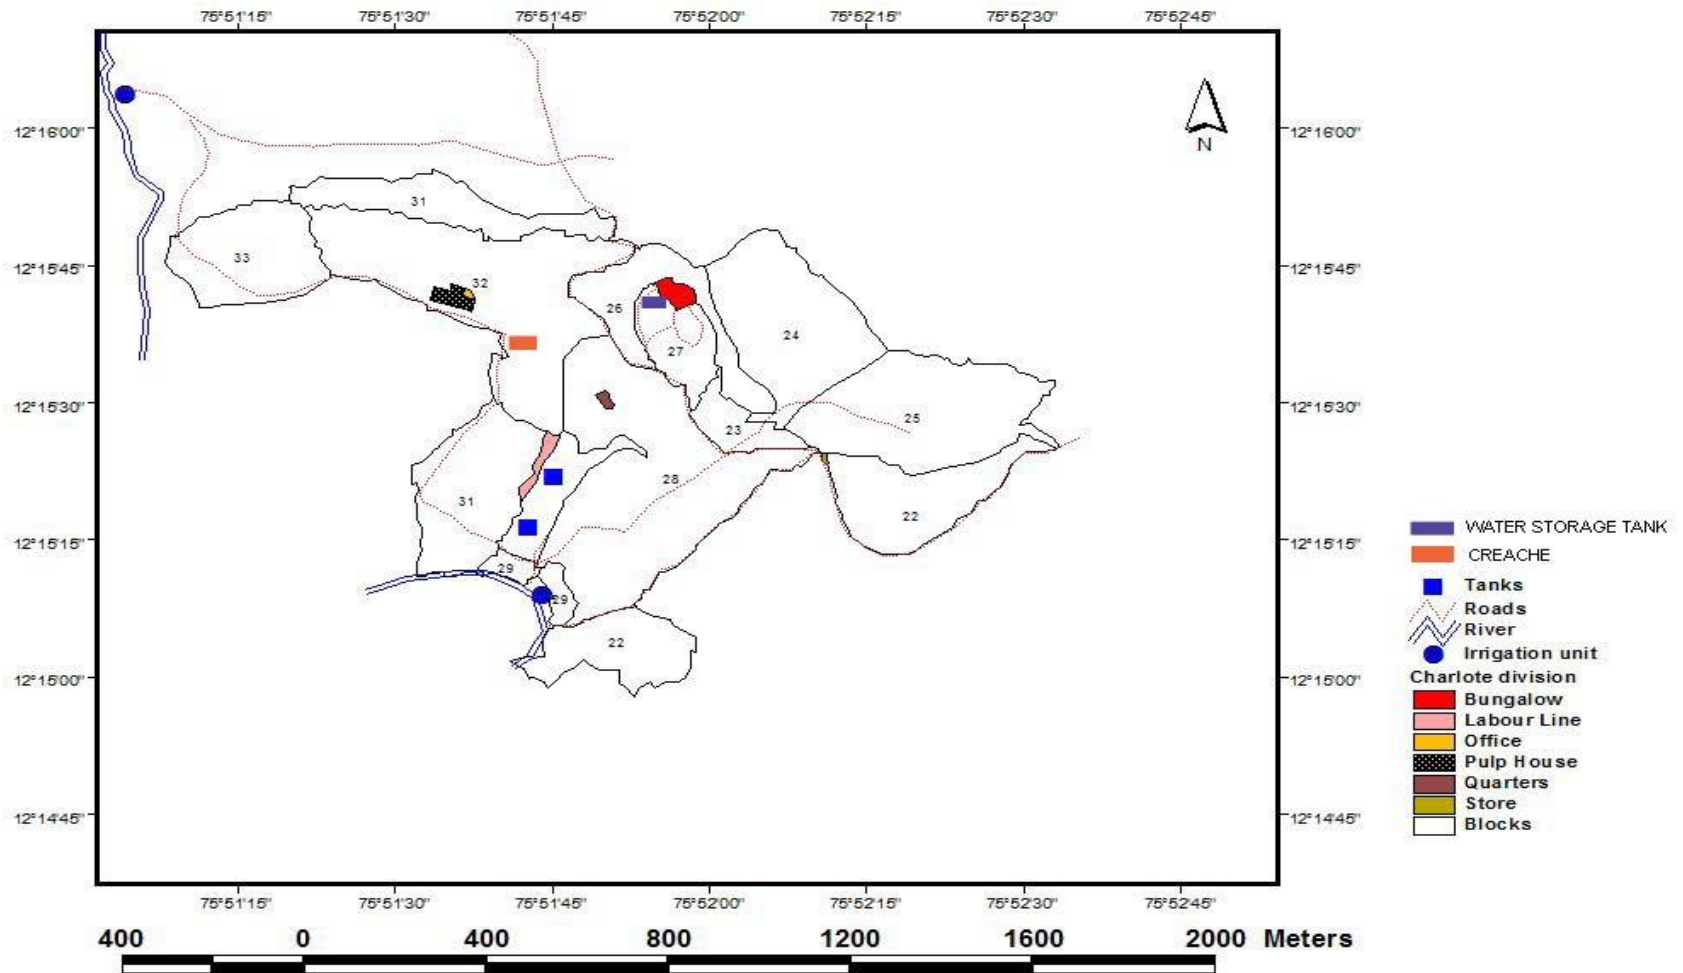 75°51'15" 75°51'30" 75°51'45" 75°52'00" 75°52'15" 75°52'30" 75°52'45"
12°16'00" 12°16'00"
N
31
33
12°15'45" 12°15'45"
32
26
24
27
12°15'30" 12°15'30"
23
25
28
31
22
WATER STORAGE TANK
12°15'15" 12°15'15"
CREACHE
29
Tanks
29
Roads
River
22
Irrigation unit
12°15'00" 12°15'00"
Charlote division
Bungalow
Labour Line
Office
Pulp House
Quarters
Store
12°14'45" 12°14'45"
Blocks
75°51'15" 75°51'30" 75°51'45" 75°52'00" 75°52'15" 75°52'30" 75°52'45"
400 0 400 800 1200 1600 2000 Meters